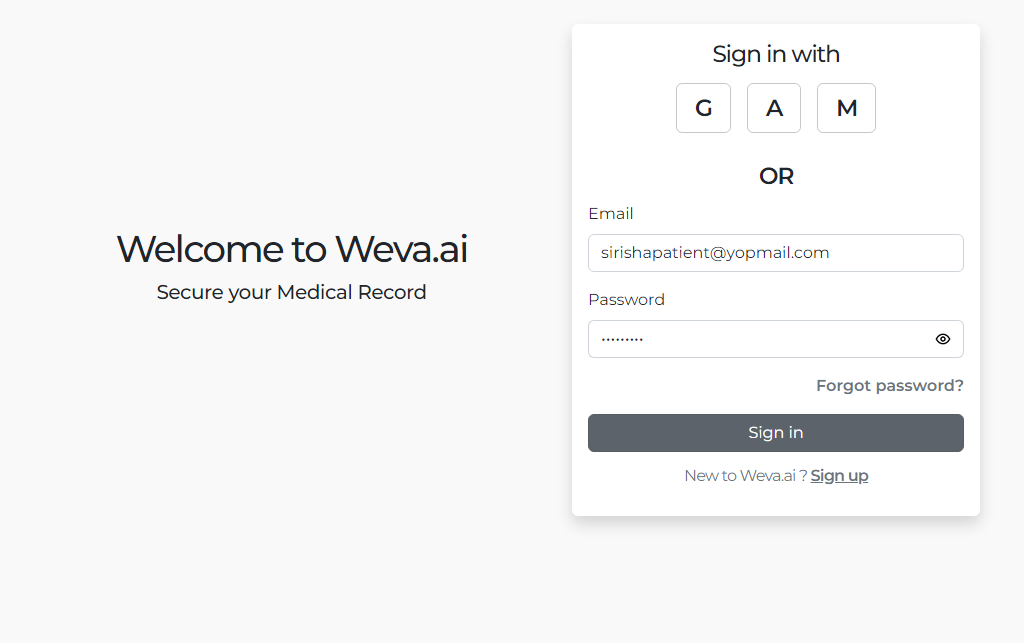 Sign in with
G A M
OR
Email
sirishapatient@yopmail.com
Password
•••••••••
Forgot password?
Sign in
New to Weva.ai ? Sign up
Welcome to Weva.ai
Secure your Medical Record